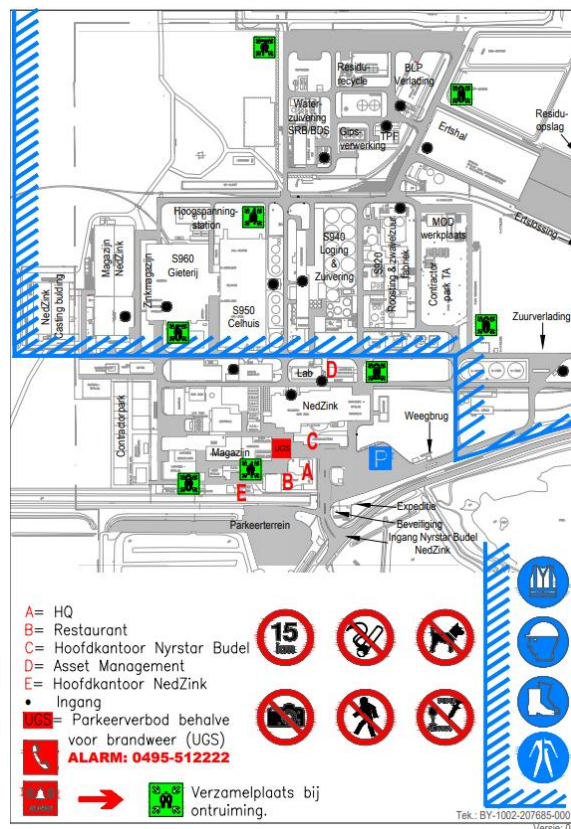 Residu-
recycle
BLP
Verlading
Water-
zuivering
SRB/BDS
Gips-
verwerking
TPF
Ertshal
Residu-
opslag
Ertslossing
Hoogspanning-
station
Magazijn
NedZink
Zinkmagazijn
S960
Gieterij
S950
Celhuis
S940
Loging
&
Zuivering
S920
Roosting & zwavelzuur
fabriek
MOD
werkplaats
Contractor
park TA
NedZink
Casting building
Zuurverlading
Lab
D
NedZink
Contractorpark
Weegbrug
Magazijn
UGS
C
P
A
B
E
Expeditie
Beveiliging
Ingang Nyrstar Budel
NedZink
Parkeerterrein
A= HQ
B= Restaurant
C= Hoofdkantoor Nyrstar Budel
D= Asset Management
E= Hoofdkantoor NedZink
• Ingang
UGS= Parkeerverbod behalve
voor brandweer (UGS)
ALARM: 0495-512222
Verzamelplaats bij
ontruiming.
15
km
Tek.: BY-1002-207685-000
Versie: 0